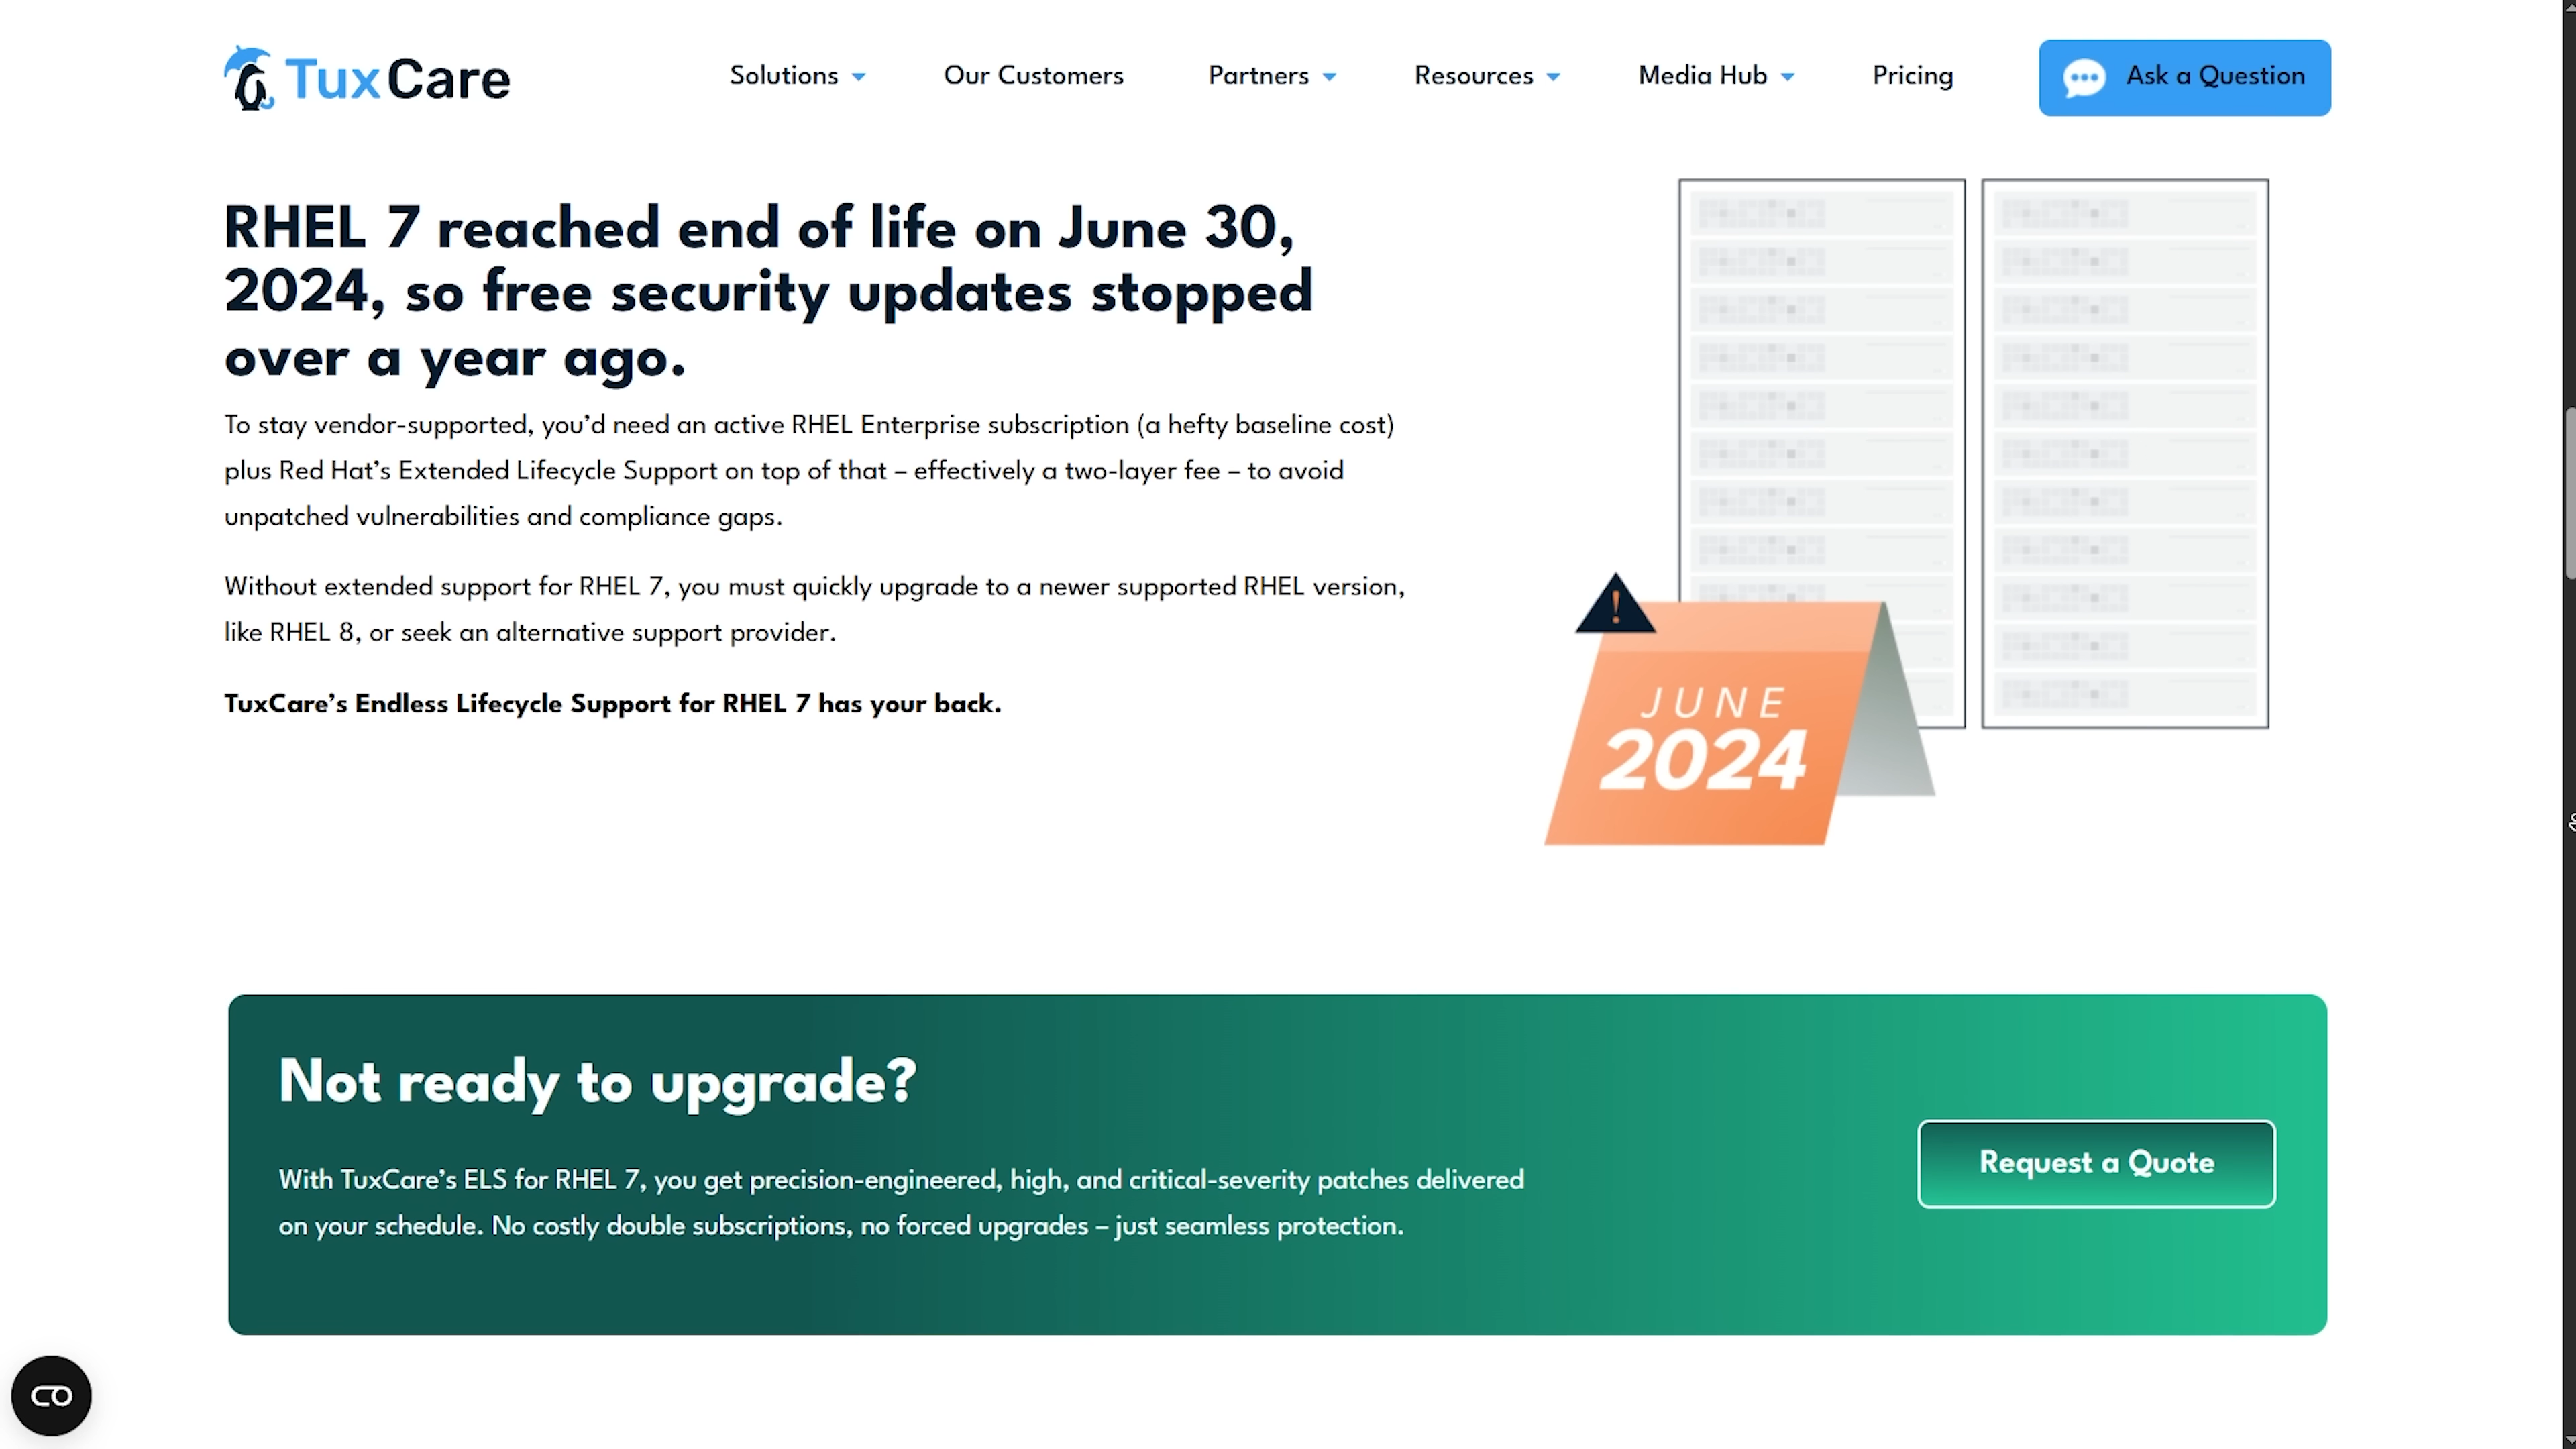 TuxCare
Solutions
Our Customers
Partners
Resources
Media Hub
Pricing
Ask a Question
RHEL 7 reached end of life on June 30,
2024, so free security updates stopped
over a year ago.
To stay vendor-supported, you’d need an active RHEL Enterprise subscription (a hefty baseline cost)
plus Red Hat’s Extended Lifecycle Support on top of that – effectively a two-layer fee – to avoid
unpatched vulnerabilities and compliance gaps.
Without extended support for RHEL 7, you must quickly upgrade to a newer supported RHEL version,
like RHEL 8, or seek an alternative support provider.
TuxCare’s Endless Lifecycle Support for RHEL 7 has your back.
!
JUNE
2024
Not ready to upgrade?
With TuxCare’s ELS for RHEL 7, you get precision-engineered, high, and critical-severity patches delivered
on your schedule. No costly double subscriptions, no forced upgrades – just seamless protection.
Request a Quote